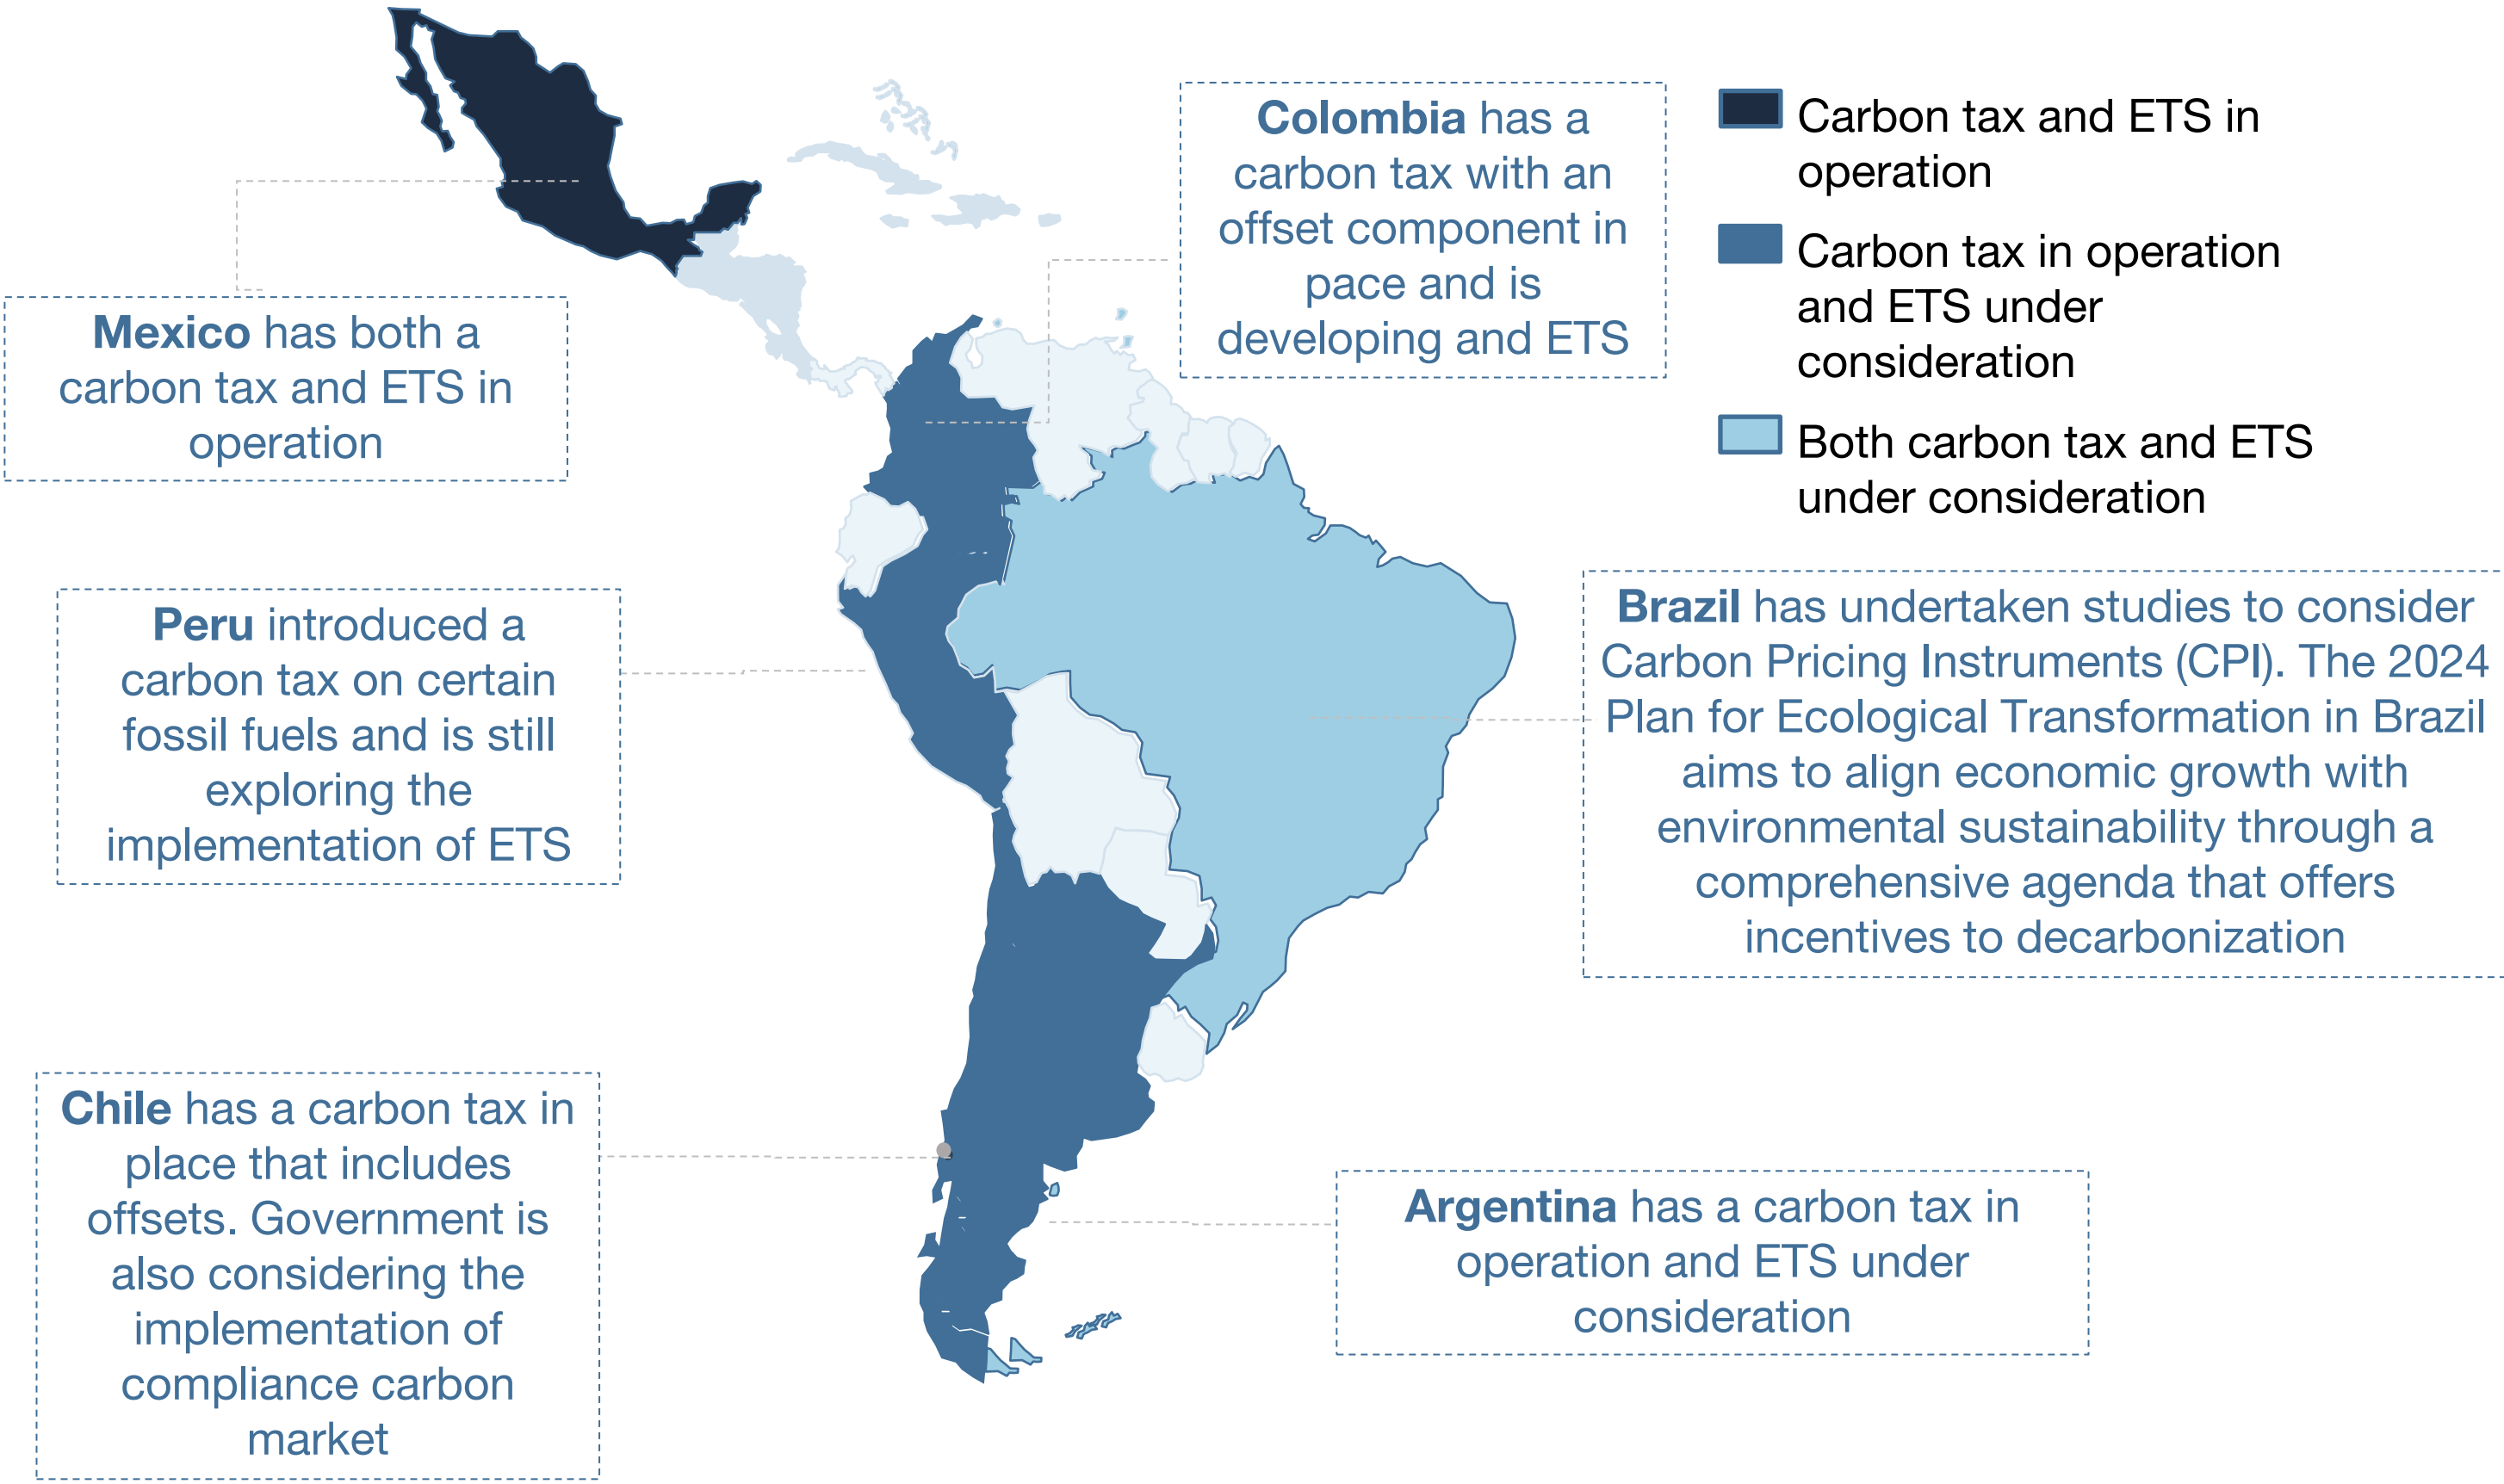 Mexico has both a
carbon tax and ETS in
operation
Colombia has a
carbon tax with an
offset component in
pace and is
developing and ETS
Carbon tax and ETS in
operation
Carbon tax in operation
and ETS under
consideration
Both carbon tax and ETS
under consideration
Peru introduced a
carbon tax on certain
fossil fuels and is still
exploring the
implementation of ETS
Brazil has undertaken studies to consider
Carbon Pricing Instruments (CPI). The 2024
Plan for Ecological Transformation in Brazil
aims to align economic growth with
environmental sustainability through a
comprehensive agenda that offers
incentives to decarbonization
Chile has a carbon tax in
place that includes
offsets. Government is
also considering the
implementation of
compliance carbon
market
Argentina has a carbon tax in
operation and ETS under
consideration